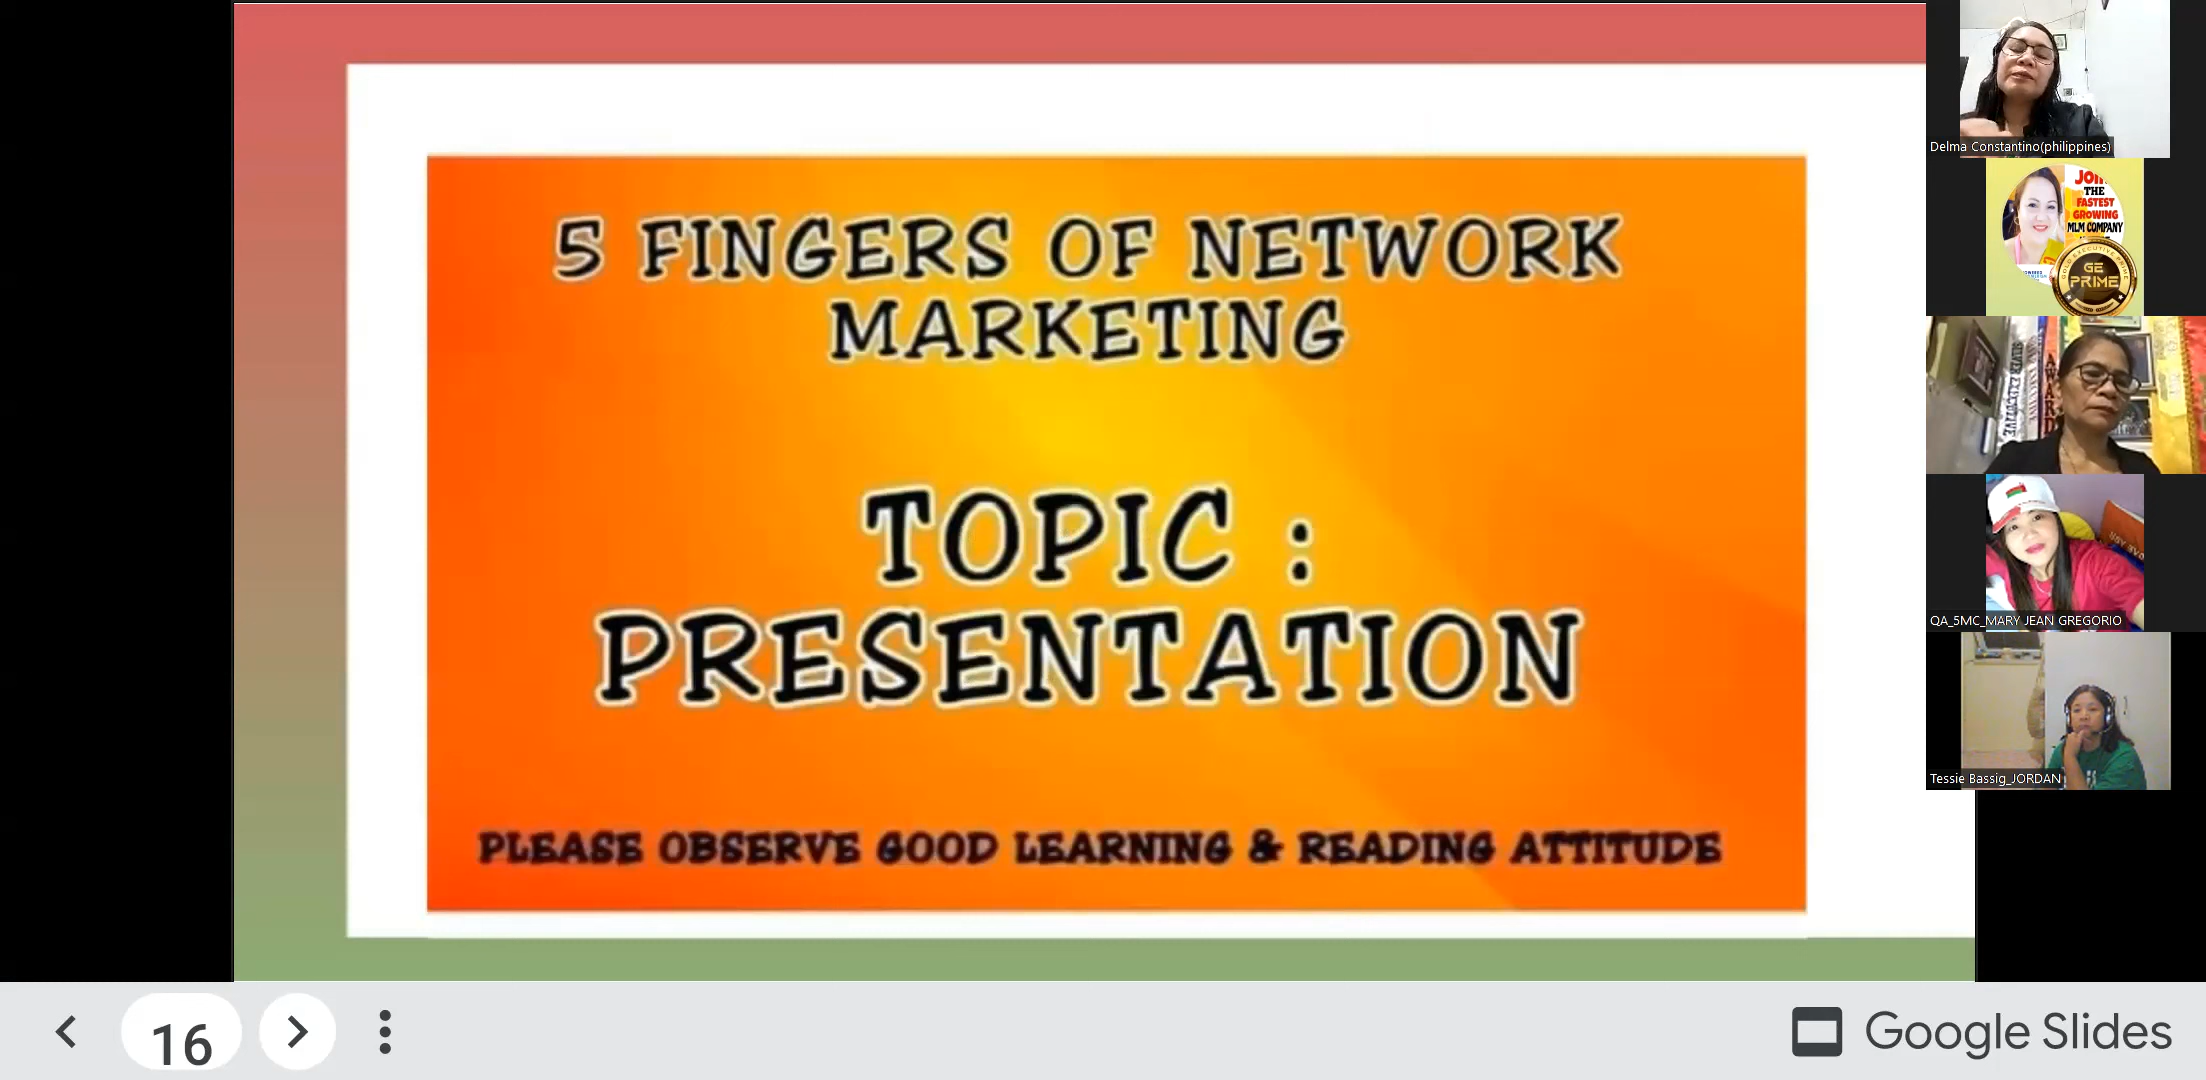 5 FINGERS OF NETWORK
MARKETING
TOPIC :
PRESENTATION
PLEASE OBSERVE GOOD LEARNING & READING ATTITUDE
16
Google Slides
Delma Constantino(philippines)
THE
FASTEST
GROWING
MLM COMPANY
GE
PRIME
QA_5MC_MARY JEAN GREGORIO
Tessie Bassig_JORDAN